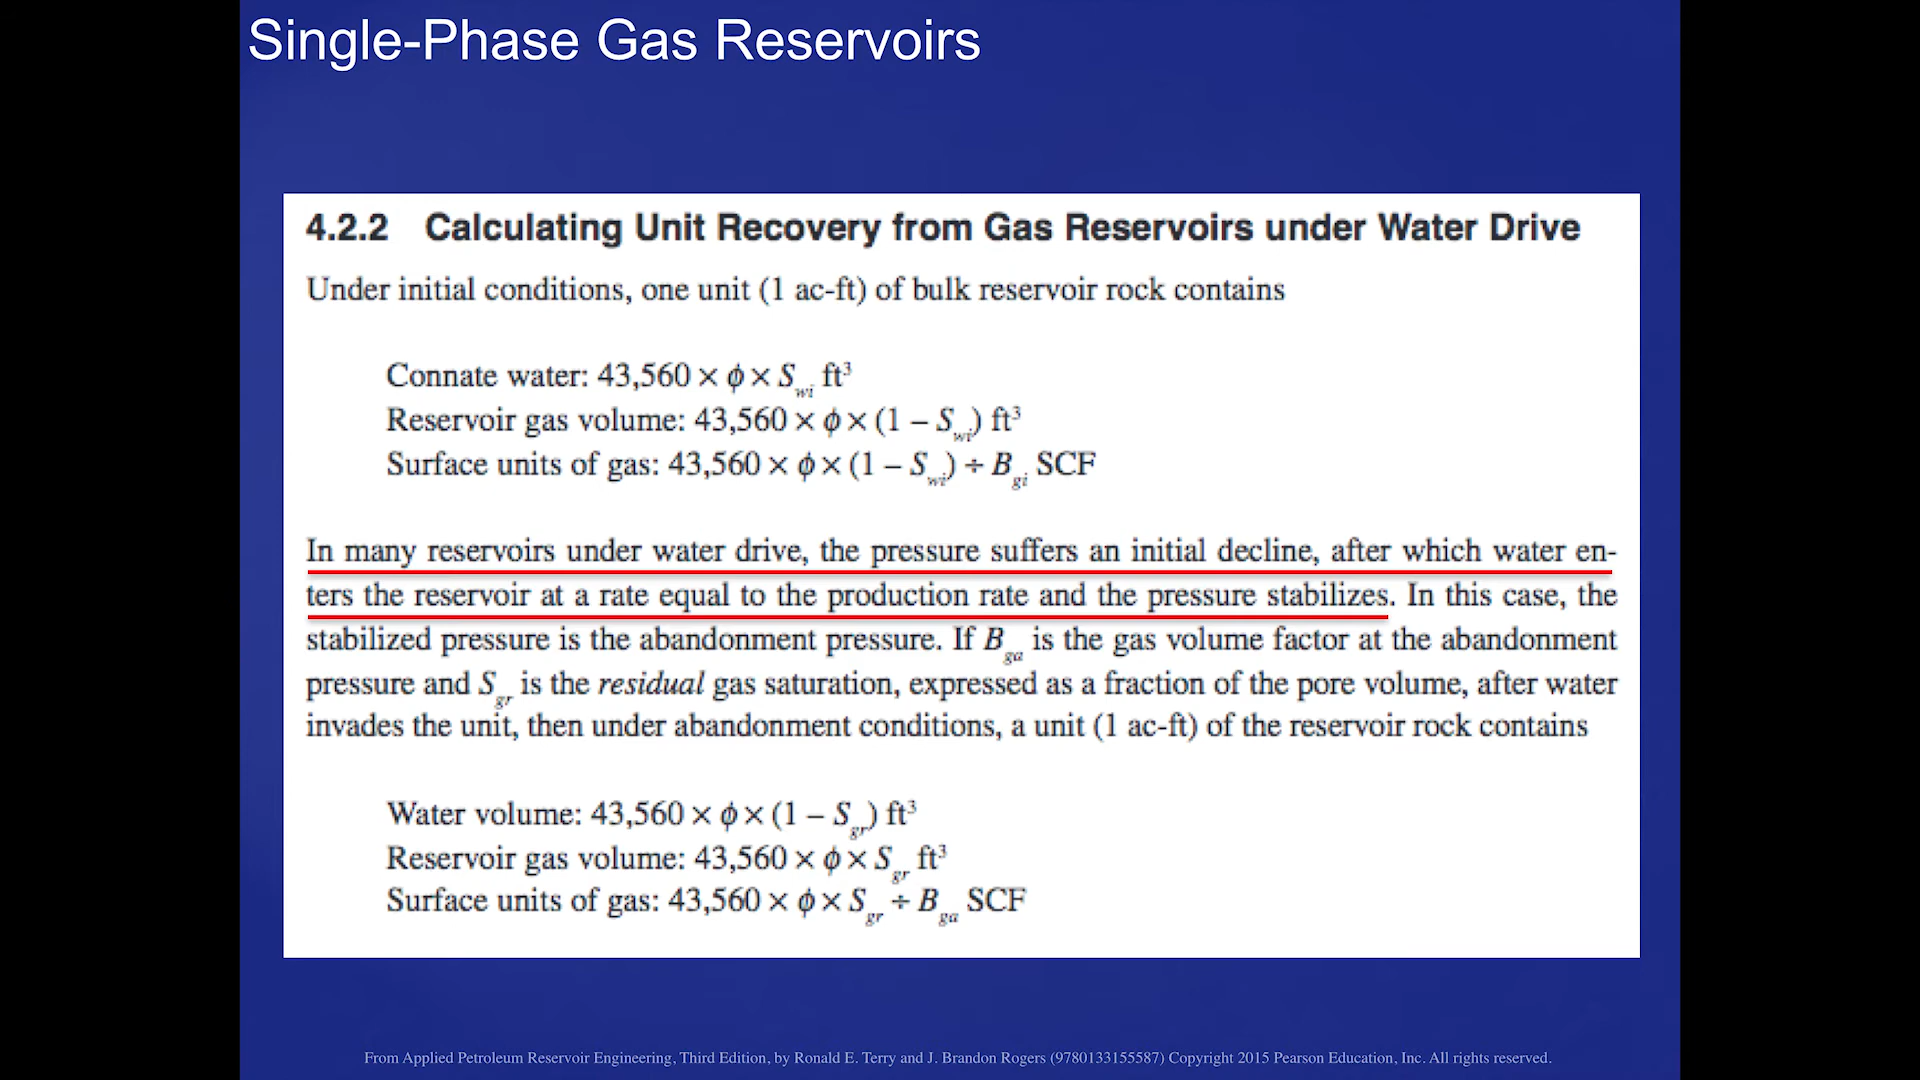 Single-Phase Gas Reservoirs
4.2.2 Calculating Unit Recovery from Gas Reservoirs under Water Drive
Under initial conditions, one unit (1 ac-ft) of bulk reservoir rock contains
Connate water: 43,560 × ϕ × S_wi ft³
Reservoir gas volume: 43,560 × ϕ × (1 – S_wi) ft³
Surface units of gas: 43,560 × ϕ × (1 – S_wi) ÷ B_gi SCF
In many reservoirs under water drive, the pressure suffers an initial decline, after which water en-
ters the reservoir at a rate equal to the production rate and the pressure stabilizes. In this case, the
stabilized pressure is the abandonment pressure. If B_ga is the gas volume factor at the abandonment
pressure and S_gr is the residual gas saturation, expressed as a fraction of the pore volume, after water
invades the unit, then under abandonment conditions, a unit (1 ac-ft) of the reservoir rock contains
Water volume: 43,560 × ϕ × (1 – S_gr) ft³
Reservoir gas volume: 43,560 × ϕ × S_gr ft³
Surface units of gas: 43,560 × ϕ × S_gr ÷ B_ga SCF
From Applied Petroleum Reservoir Engineering, Third Edition, by Ronald E. Terry and J. Brandon Rogers (9780133155587) Copyright 2015 Pearson Education, Inc. All rights reserved.